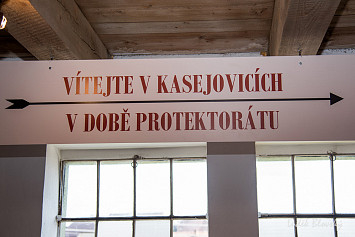 VÍTEJTE V KASEJOVICÍCH
V DOBĚ PROTEKTORÁTU